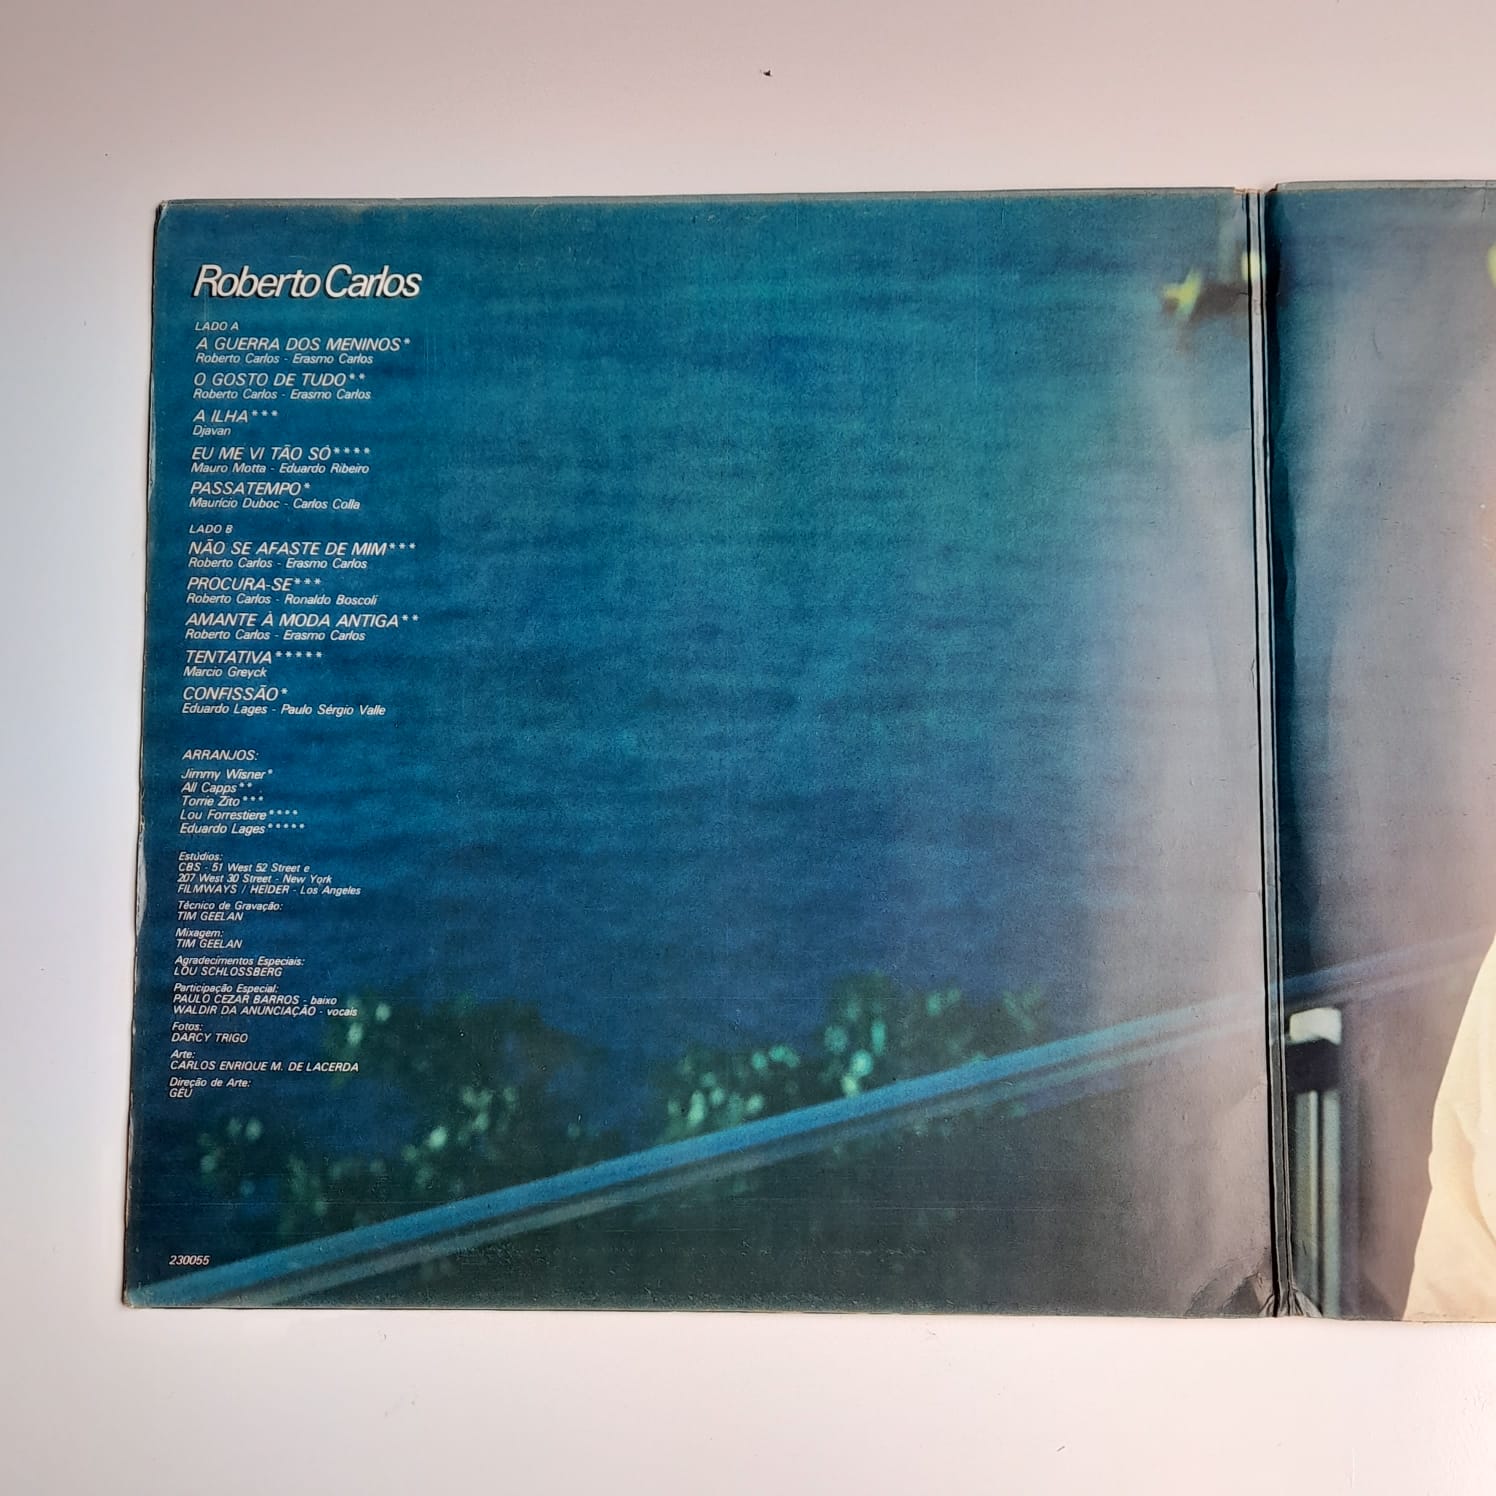 Roberto Carlos
LADO A
A GUERRA DOS MENINOS*
Roberto Carlos - Erasmo Carlos
O GOSTO DE TUDO**
Roberto Carlos - Erasmo Carlos
A ILHA***
Djavan
EU ME VI TÃO SÓ****
Mauro Motta - Eduardo Ribeiro
PASSATEMPO*
Maurício Duboc - Carlos Colla
LADO B
NÃO SE AFASTE DE MIM***
Roberto Carlos - Erasmo Carlos
PROCURA-SE***
Roberto Carlos - Ronaldo Boscoli
AMANTE À MODA ANTIGA**
Roberto Carlos - Erasmo Carlos
TENTATIVA*****
Marcio Greyck
CONFISSÃO*
Eduardo Lages - Paulo Sérgio Valle
ARRANJOS:
Jimmy Wisner*
All Capps**
Torrie Zito***
Lou Forrestiere****
Eduardo Lages*****
Estúdios:
CBS - 51 West 52 Street e
207 West 30 Street - New York
FILMWAYS / HEIDER - Los Angeles
Técnico de Gravação:
TIM GEELAN
Mixagem:
TIM GEELAN
Agradecimentos Especiais:
LOU SCHLOSSBERG
Participação Especial:
PAULO CEZAR BARROS - baixo
WALDIR DA ANUNCIAÇÃO - vocais
Fotos:
DARCY TRIGO
Arte:
CARLOS ENRIQUE M. DE LACERDA
Direção de Arte:
GÉU
230055